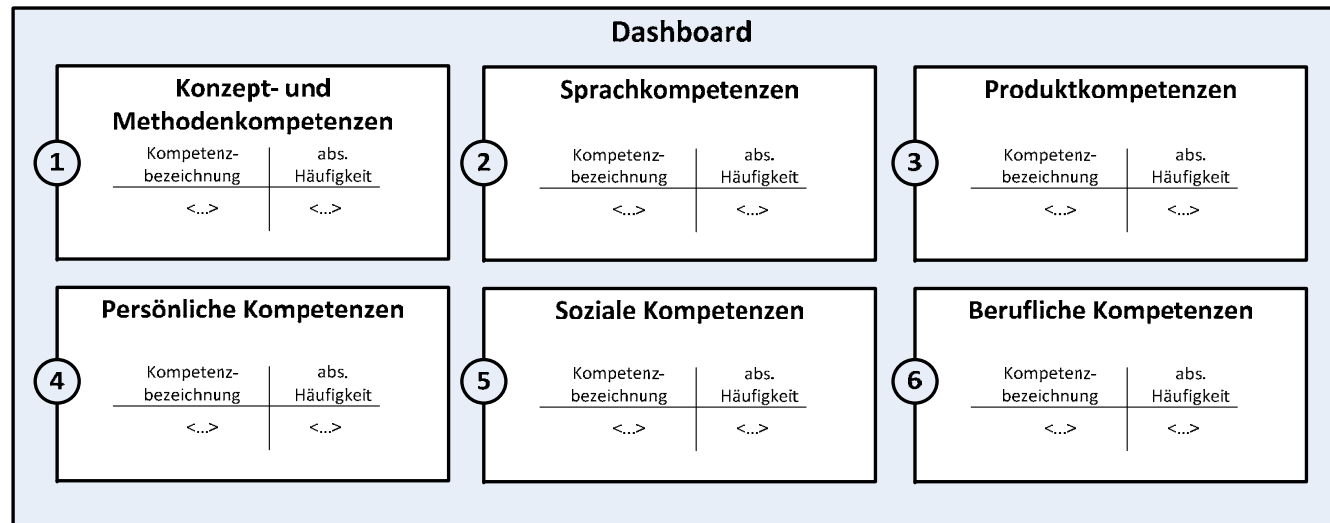 Dashboard
Konzept- und
Methodenkompetenzen
1
Kompetenz-
bezeichnung
abs.
Häufigkeit
<...>
<...>
Sprachkompetenzen
2
Kompetenz-
bezeichnung
abs.
Häufigkeit
<...>
<...>
Produktkompetenzen
3
Kompetenz-
bezeichnung
abs.
Häufigkeit
<...>
<...>
Persönliche Kompetenzen
4
Kompetenz-
bezeichnung
abs.
Häufigkeit
<...>
<...>
Soziale Kompetenzen
5
Kompetenz-
bezeichnung
abs.
Häufigkeit
<...>
<...>
Berufliche Kompetenzen
6
Kompetenz-
bezeichnung
abs.
Häufigkeit
<...>
<...>